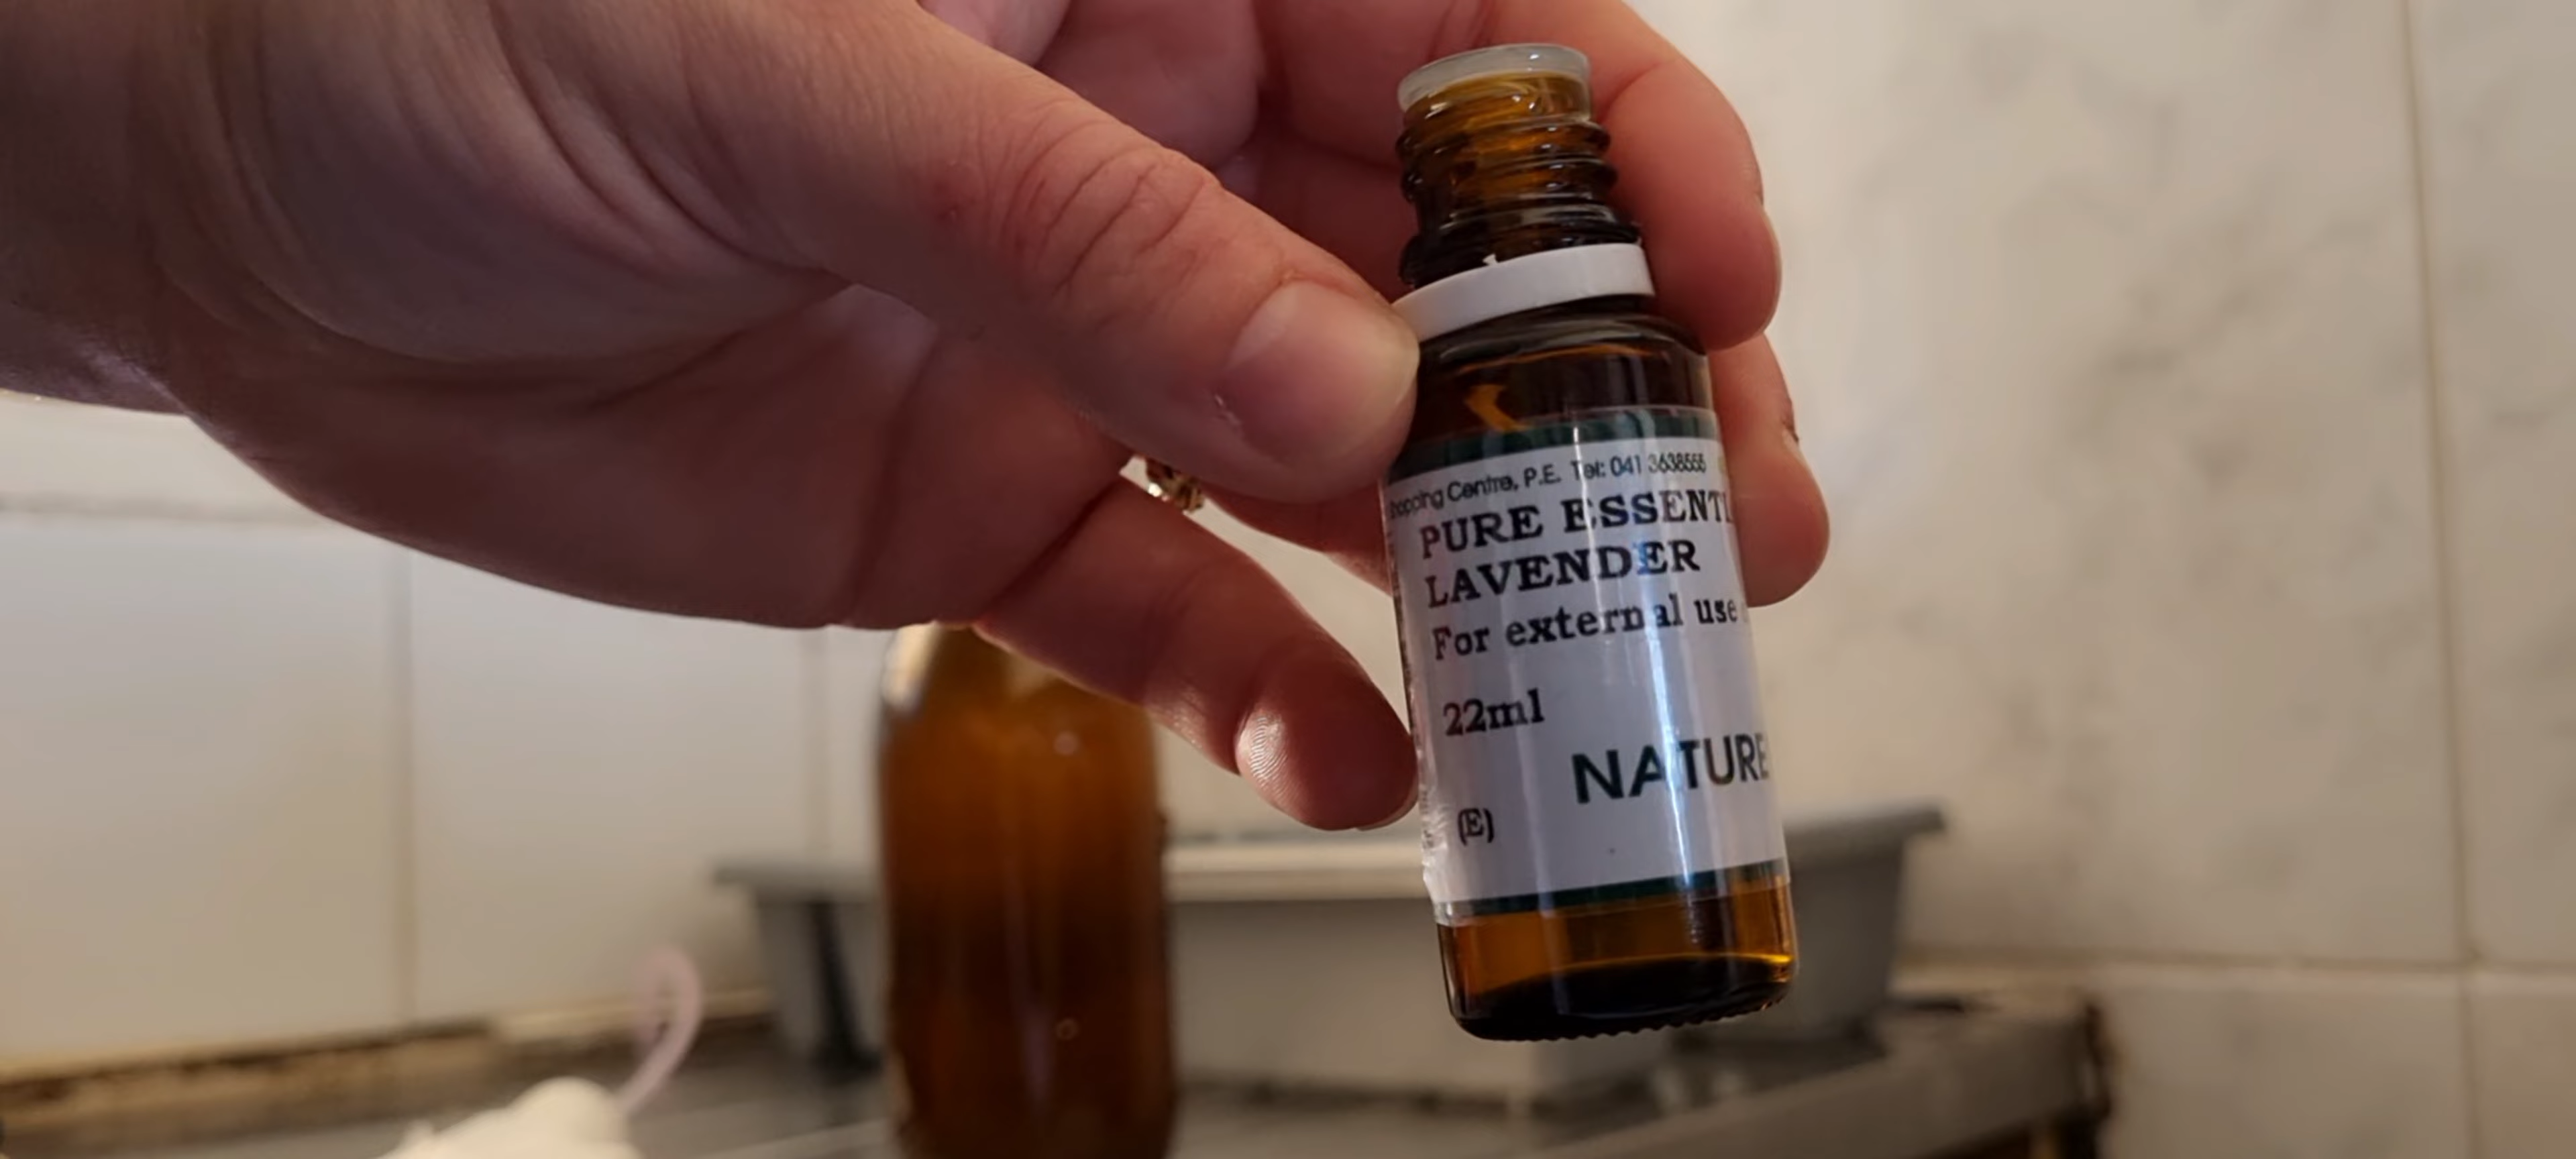 Shopping Centre, P.E. Tel: 041 3638555
PURE ESSENTI
LAVENDER
For external use
22ml
NATURE
(E)